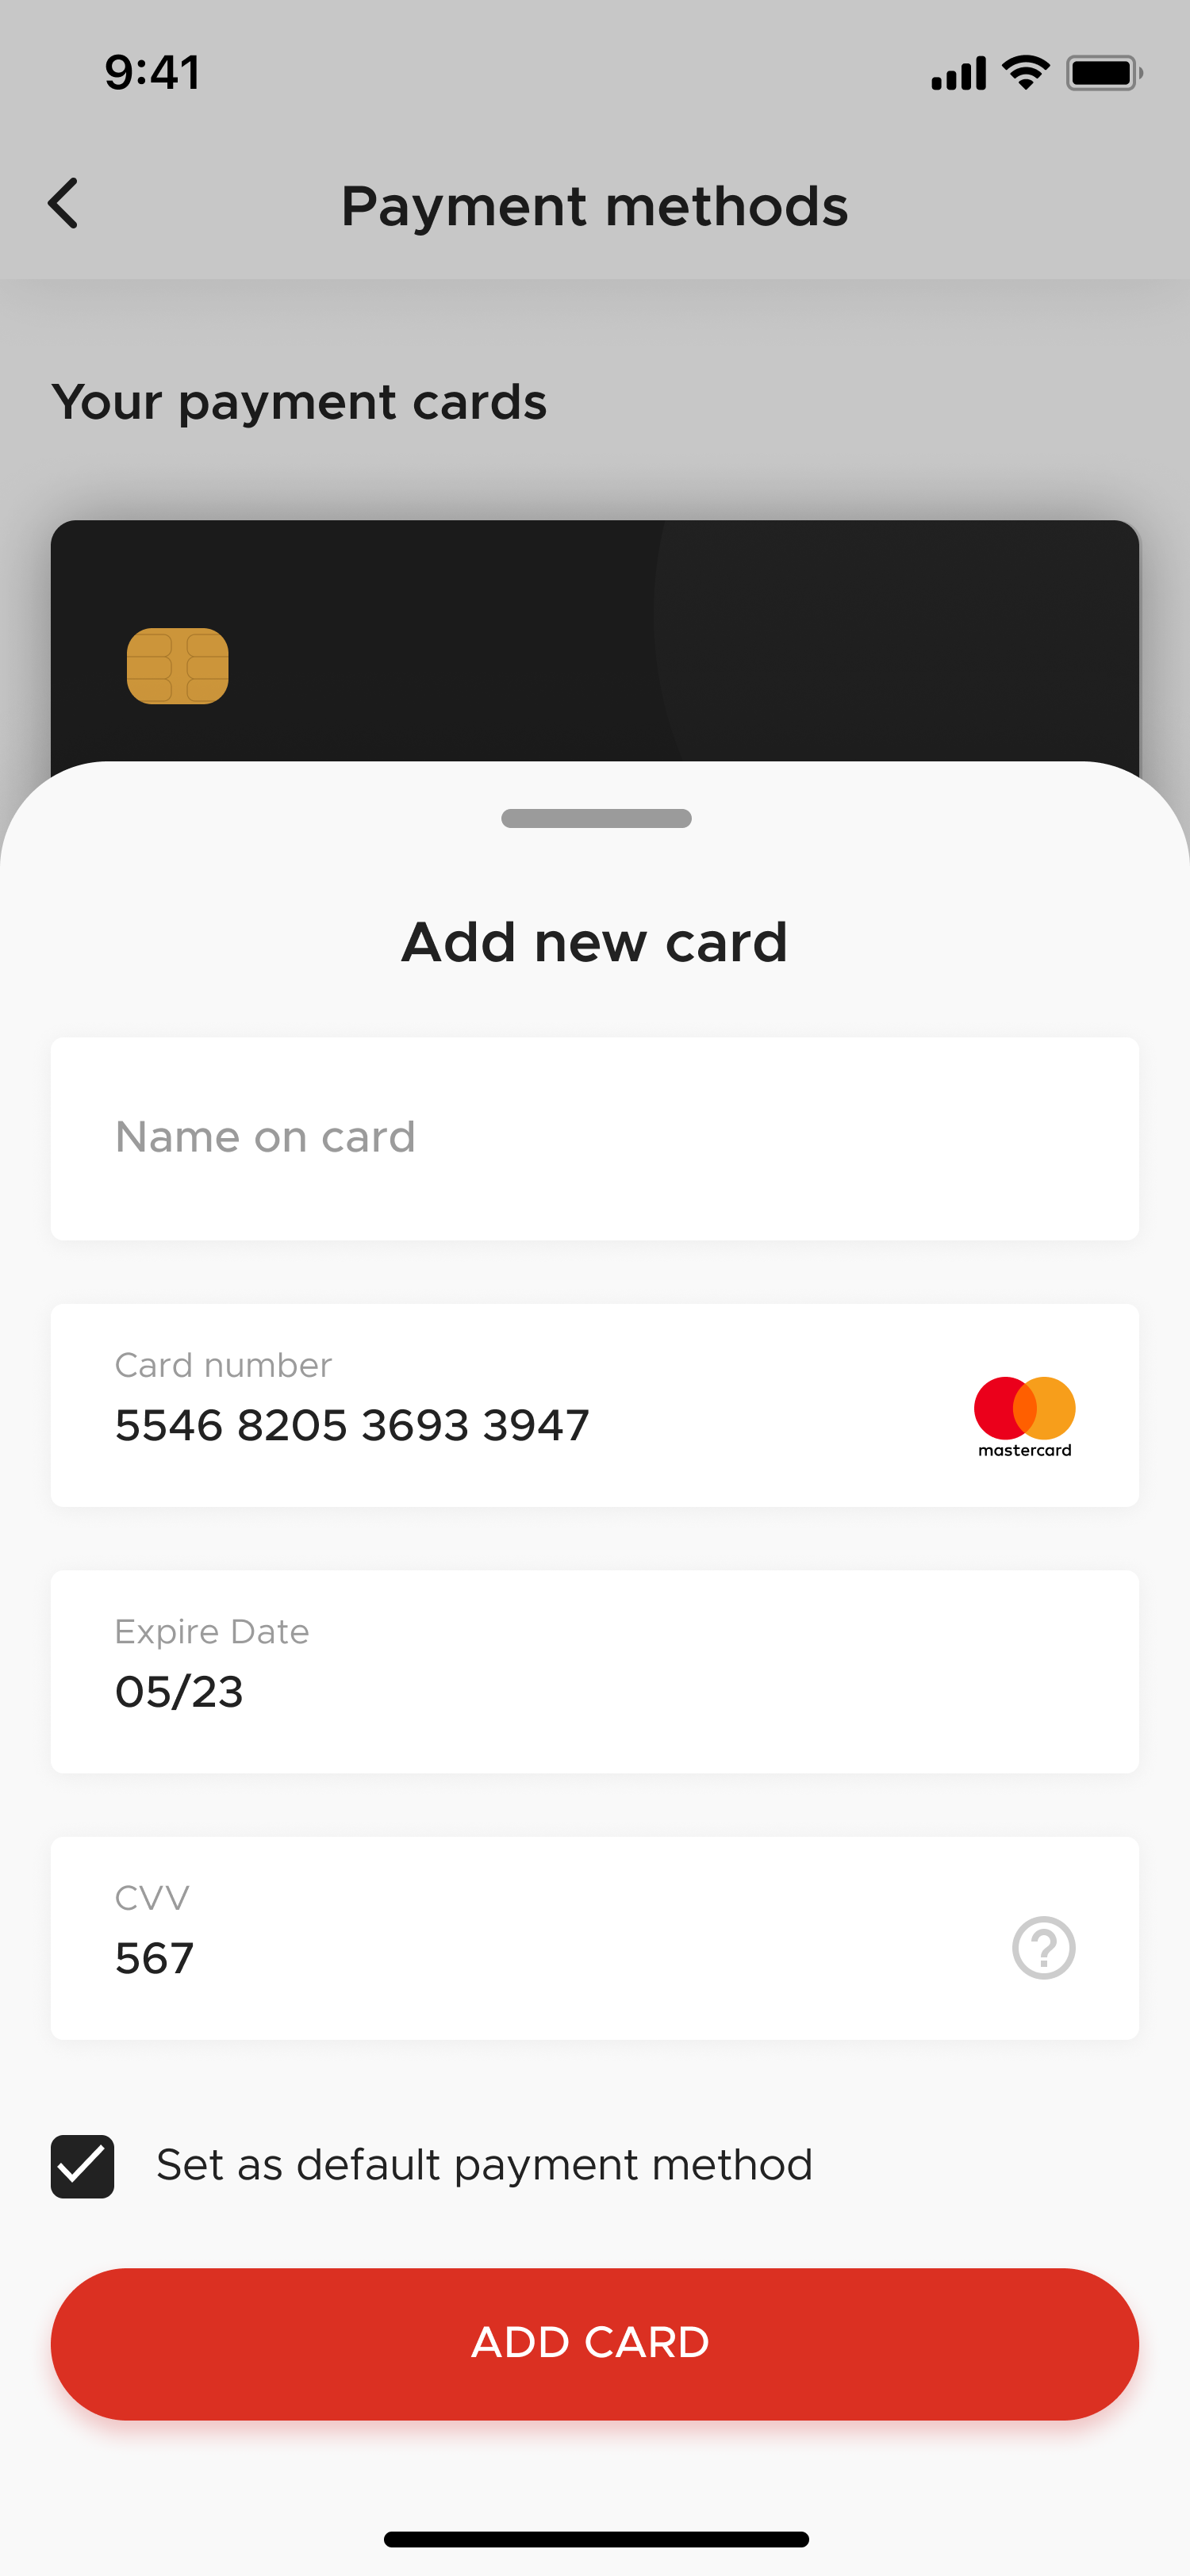 9:41
Payment methods
Your payment cards
Add new card
Name on card
Card number
5546 8205 3693 3947
mastercard
Expire Date
05/23
CVV
567
?
Set as default payment method
ADD CARD